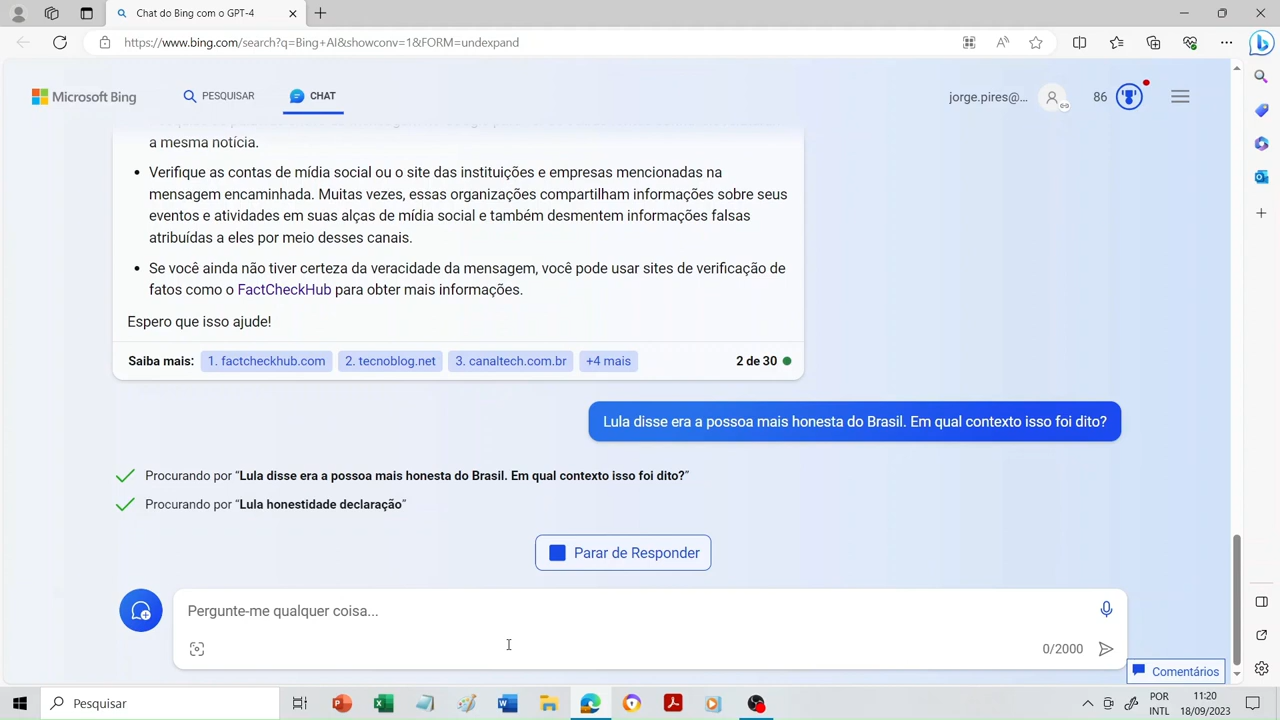 Chat do Bing com o GPT-4
https://www.bing.com/search?q=Bing+AI&showconv=1&FORM=undexpand
Microsoft Bing
PESQUISAR
CHAT
jorge.pires@...
86
a mesma notícia.
• Verifique as contas de mídia social ou o site das instituições e empresas mencionadas na
mensagem encaminhada. Muitas vezes, essas organizações compartilham informações sobre seus
eventos e atividades em suas alças de mídia social e também desmentem informações falsas
atribuídas a eles por meio desses canais.
• Se você ainda não tiver certeza da veracidade da mensagem, você pode usar sites de verificação de
fatos como o FactCheckHub para obter mais informações.
Espero que isso ajude!
Saiba mais: 1. factcheckhub.com 2. tecnoblog.net 3. canaltech.com.br +4 mais 2 de 30
Lula disse era a possoa mais honesta do Brasil. Em qual contexto isso foi dito?
Procurando por “Lula disse era a possoa mais honesta do Brasil. Em qual contexto isso foi dito?”
Procurando por “Lula honestidade declaração”
Parar de Responder
Pergunte-me qualquer coisa...
0/2000
Comentários
Pesquisar
POR
INTL
11:20
18/09/2023